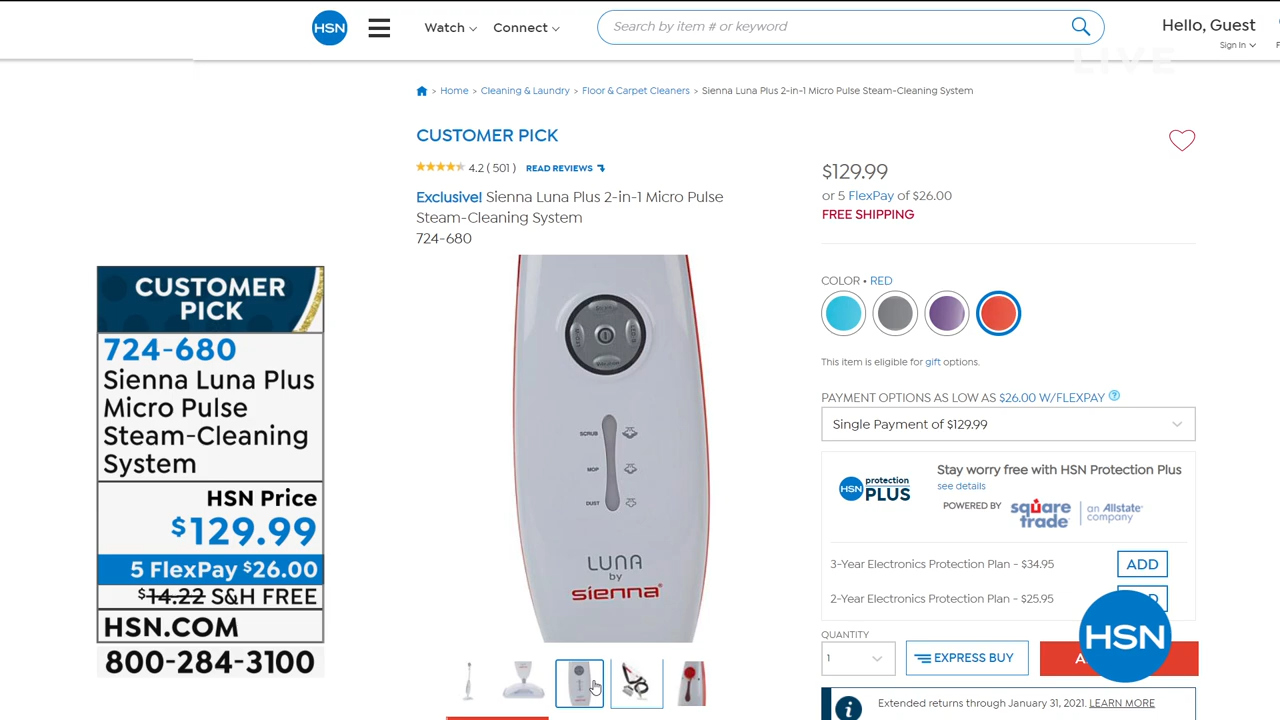 HSN
Watch
Connect
Search by item # or keyword
Hello, Guest
Sign In
LIVE
> Home > Cleaning & Laundry > Floor & Carpet Cleaners > Sienna Luna Plus 2-in-1 Micro Pulse Steam-Cleaning System
CUSTOMER PICK
4.2 ( 501 ) READ REVIEWS
Exclusive! Sienna Luna Plus 2-in-1 Micro Pulse
Steam-Cleaning System
724-680
$129.99
or 5 FlexPay of $26.00
FREE SHIPPING
COLOR • RED
This item is eligible for gift options.
PAYMENT OPTIONS AS LOW AS $26.00 W/FLEXPAY ?
Single Payment of $129.99
HSN protection PLUS
Stay worry free with HSN Protection Plus
see details
POWERED BY
square trade
an Allstate company
3-Year Electronics Protection Plan - $34.95
ADD
2-Year Electronics Protection Plan - $25.95
QUANTITY
1
EXPRESS BUY
HSN
Extended returns through January 31, 2021. LEARN MORE
SCRUB
MOP
DUST
LUNA
by
sienna®
CUSTOMER
PICK
724-680
Sienna Luna Plus
Micro Pulse
Steam-Cleaning
System
HSN Price
$129.99
5 FlexPay $26.00
$14.22 S&H FREE
HSN.COM
800-284-3100